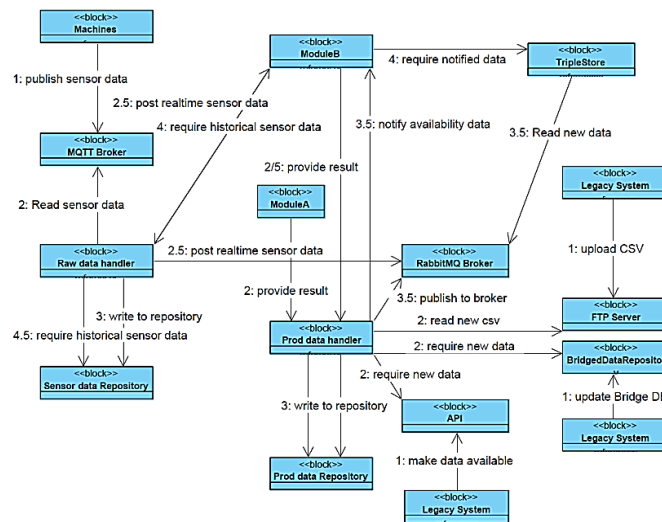 <<block>>
Machines
1: publish sensor data
<<block>>
MQTT Broker
2: Read sensor data
<<block>>
Raw data handler
3: write to repository
4.5: require historical sensor data
<<block>>
Sensor data Repository
<<block>>
ModuleB
2.5: post realtime sensor data
4: require historical sensor data
2/5: provide result
<<block>>
ModuleA
2: provide result
2.5: post realtime sensor data
<<block>>
Prod data handler
3: write to repository
<<block>>
Prod data Repository
4: require notified data
3.5: notify availability data
<<block>>
TripleStore
3.5: Read new data
<<block>>
RabbitMQ Broker
3.5: publish to broker
2: read new csv
2: require new data
2: require new data
<<block>>
API
1: make data available
<<block>>
Legacy System
<<block>>
Legacy System
1: upload CSV
<<block>>
FTP Server
<<block>>
BridgedDataRepositor
1: update Bridge DB
<<block>>
Legacy System